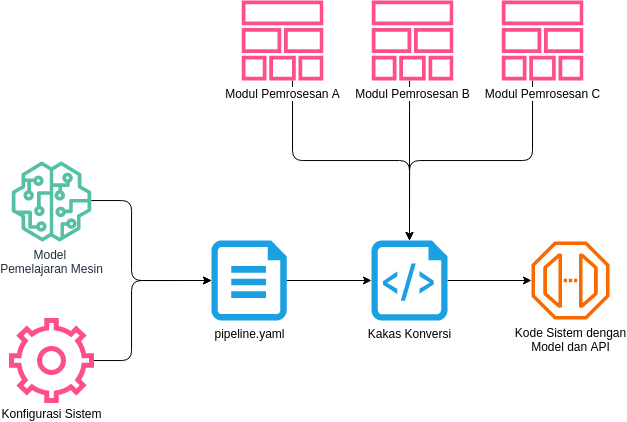 Modul Pemrosesan A
Modul Pemrosesan B
Modul Pemrosesan C
Model
Pemelajaran Mesin
pipeline.yaml
Kakas Konversi
Kode Sistem dengan
Model dan API
Konfigurasi Sistem